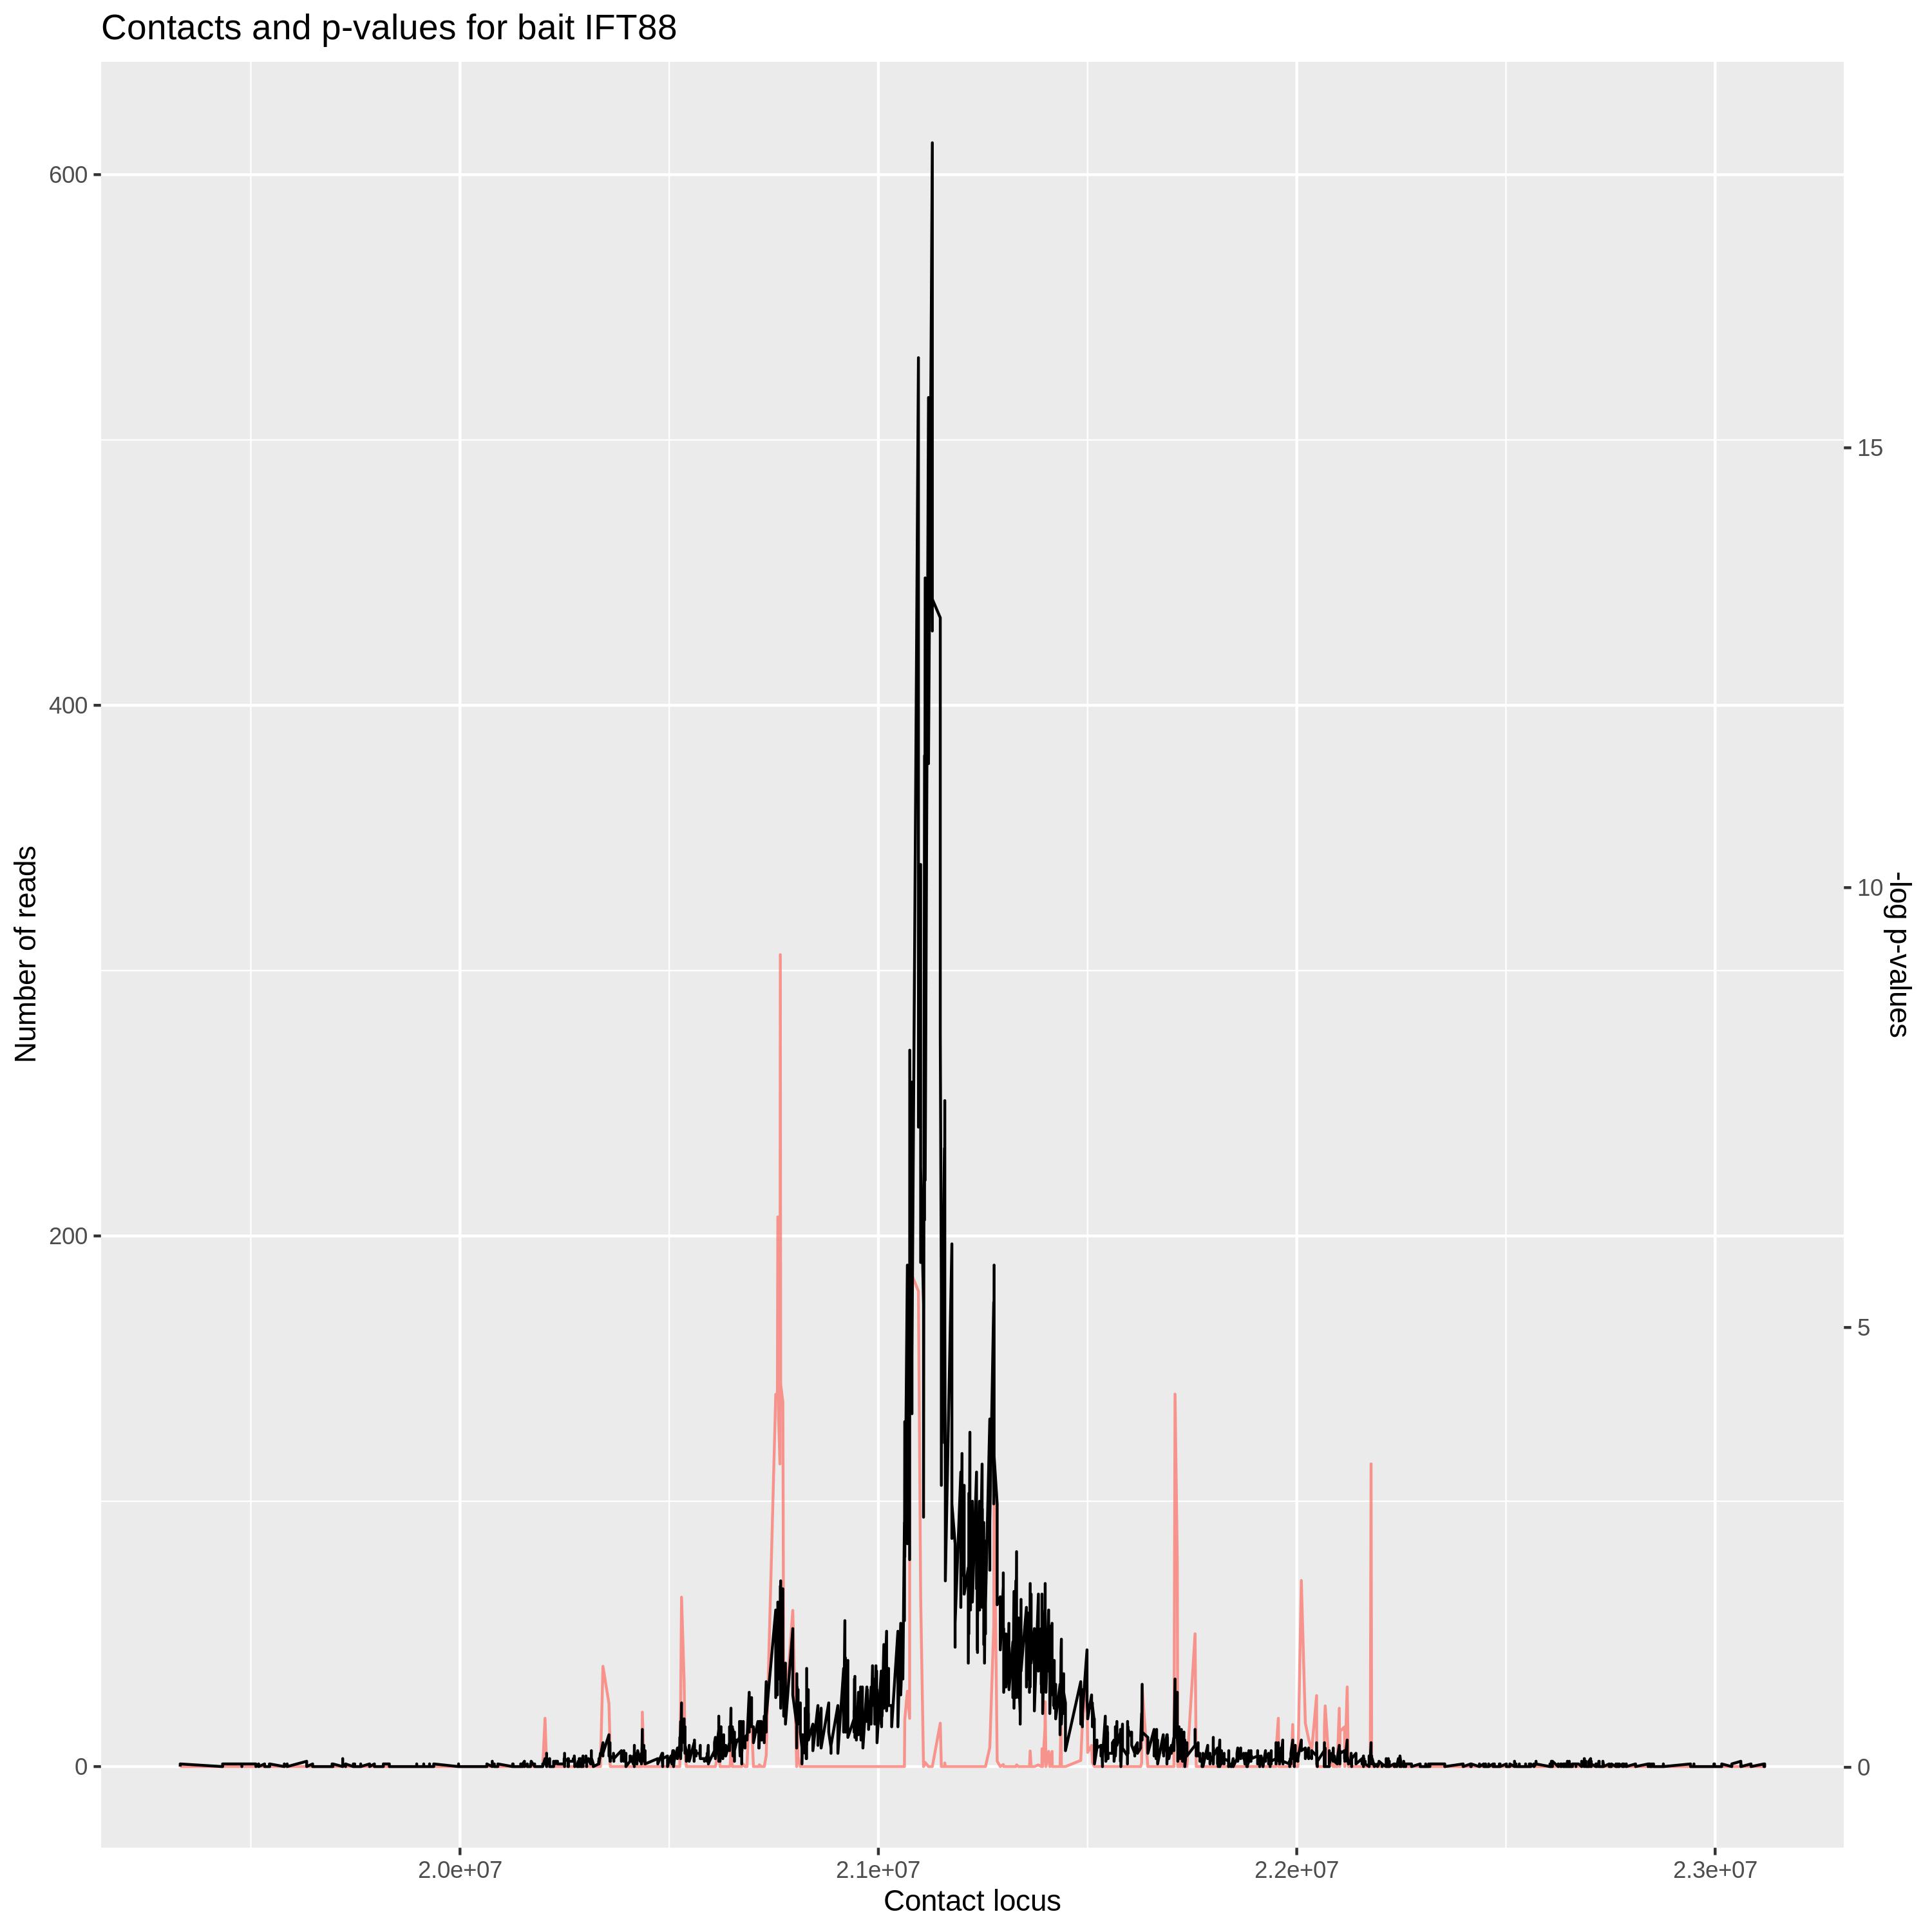 Contacts and p-values for bait IFT88
600
400
200
0
Number of reads
15
10
5
0
-log p-values
2.0e+07
2.1e+07
2.2e+07
2.3e+07
Contact locus